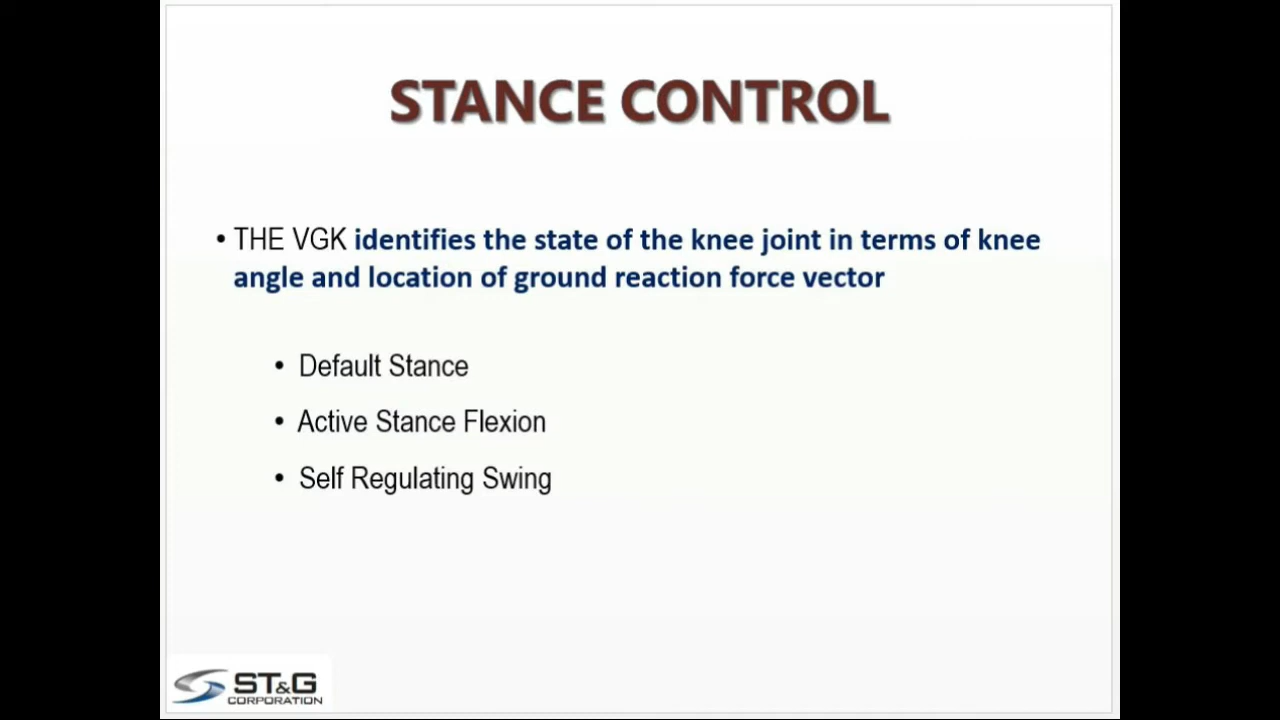 STANCE CONTROL
• THE VGK identifies the state of the knee joint in terms of knee
angle and location of ground reaction force vector
• Default Stance
• Active Stance Flexion
• Self Regulating Swing
ST&G
CORPORATION